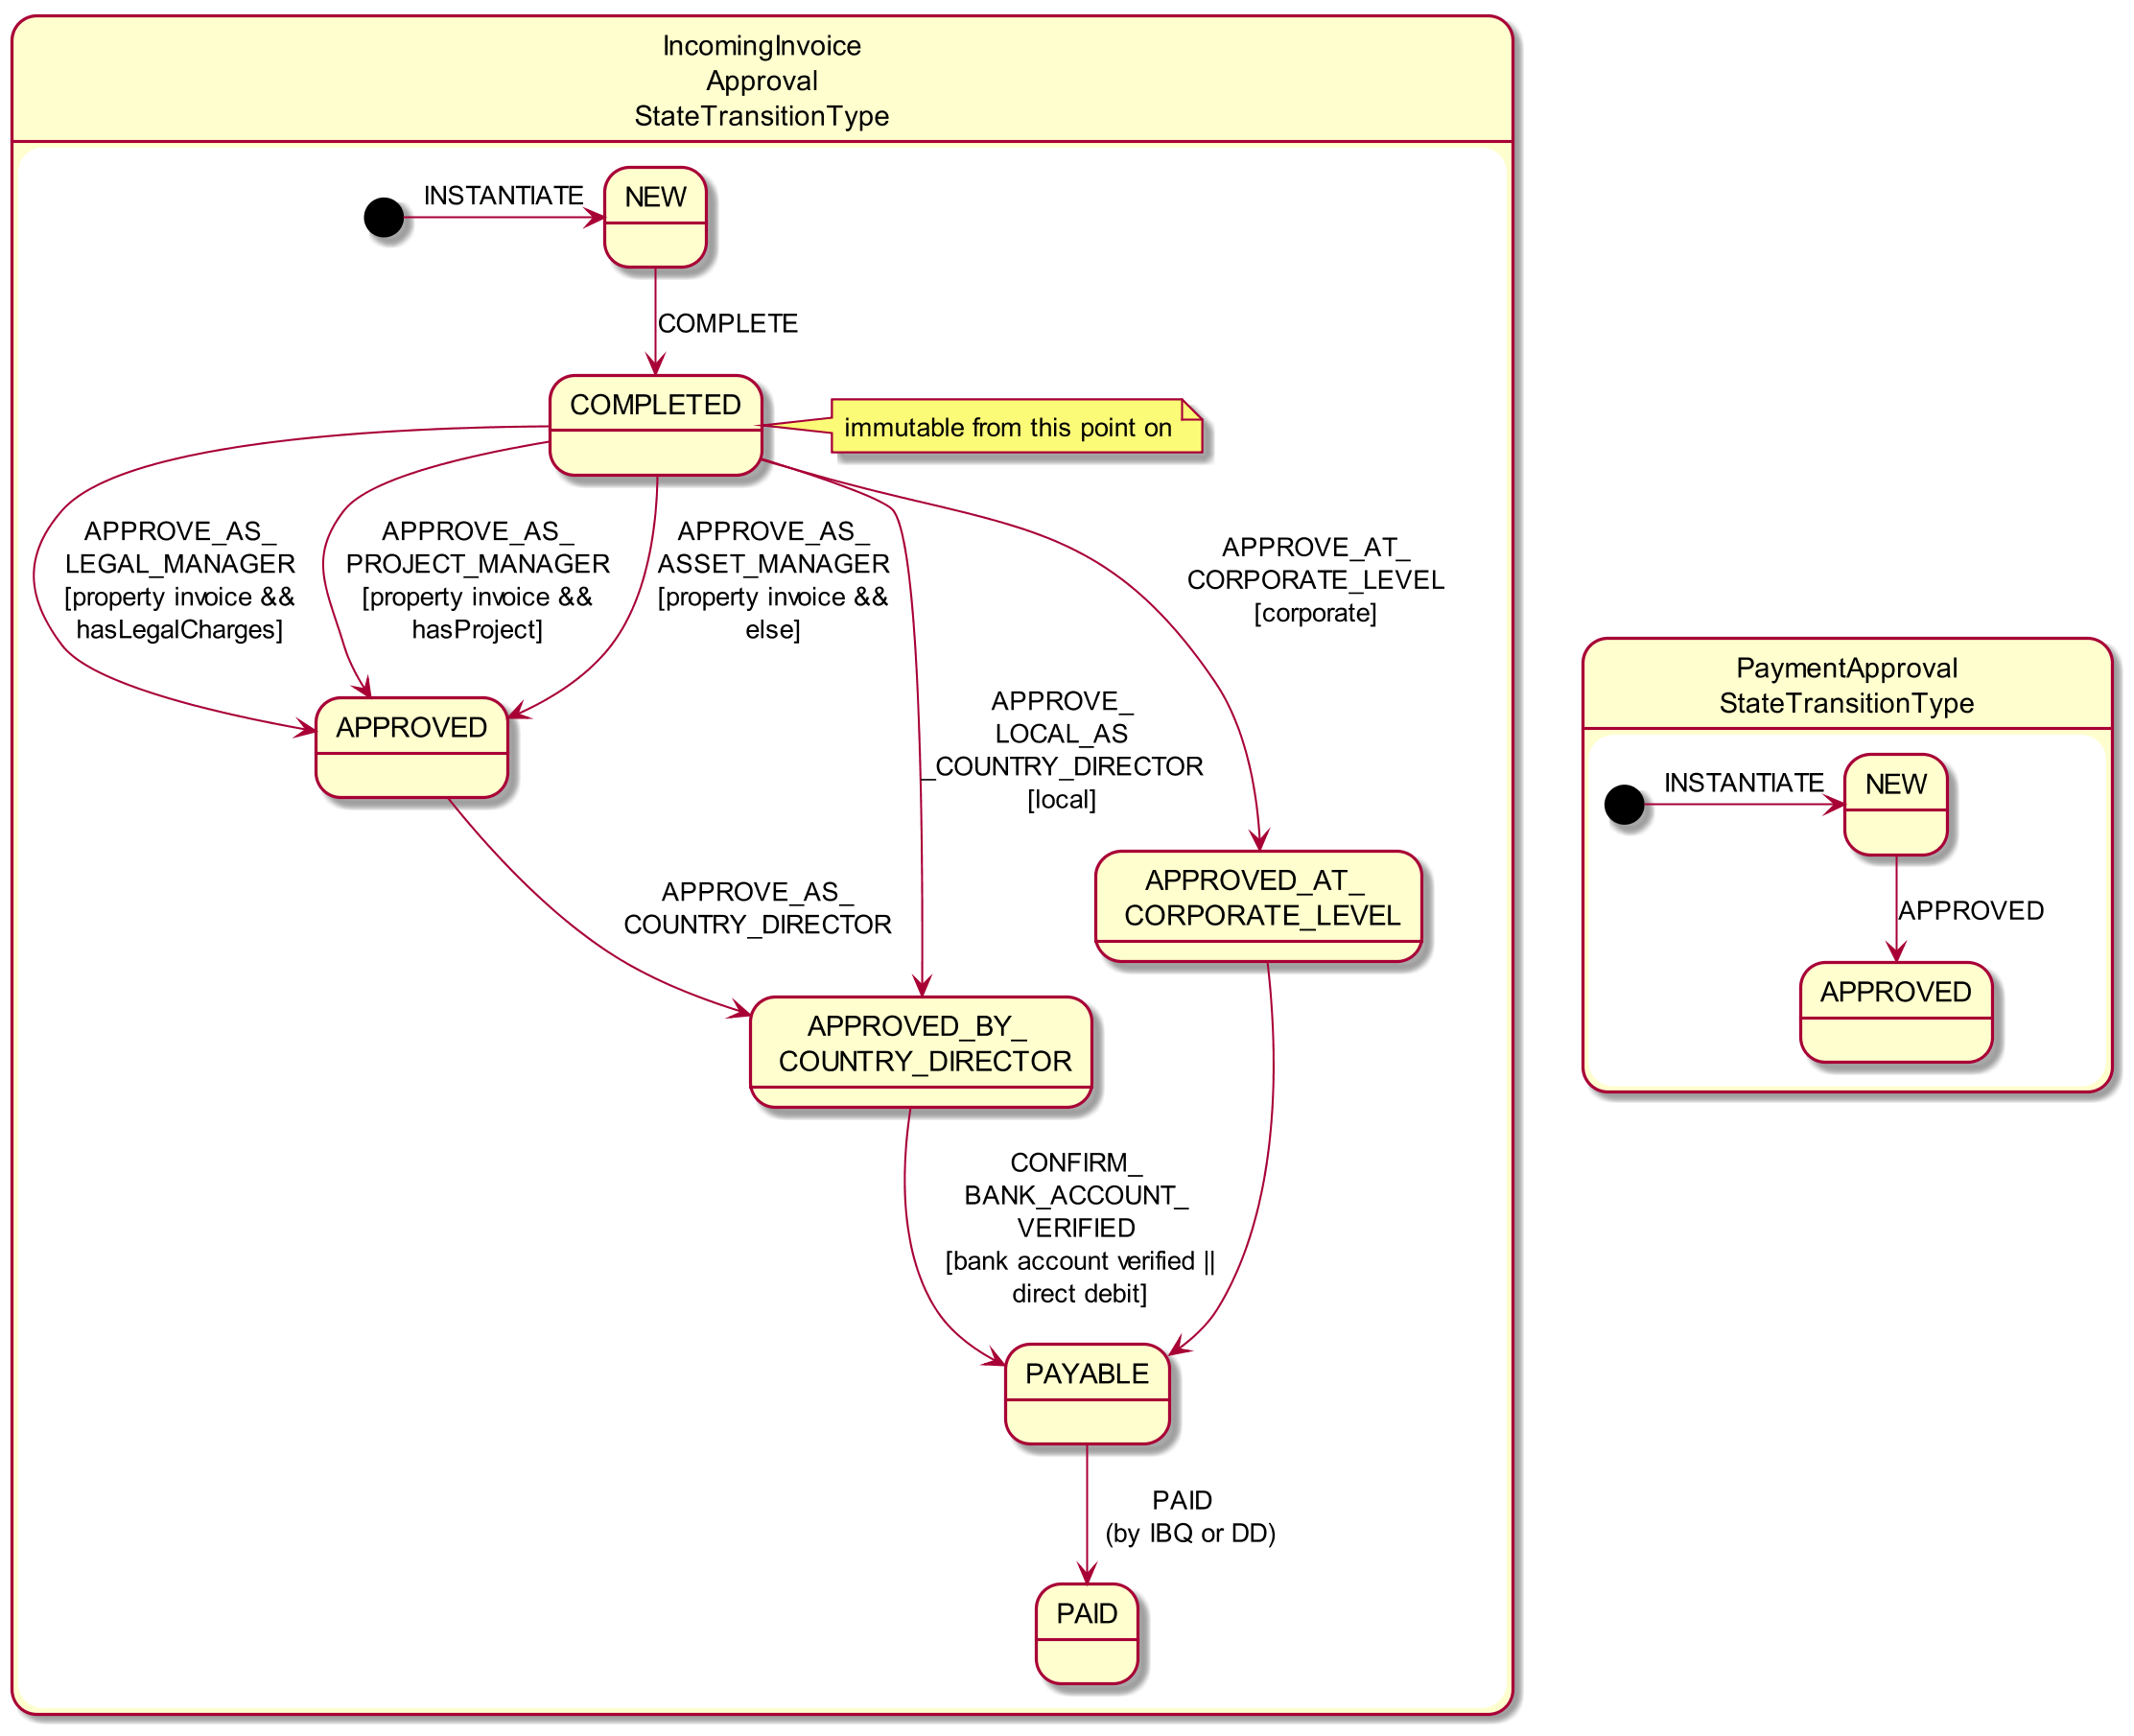 IncomingInvoice
Approval
StateTransitionType
INSTANTIATE
NEW
COMPLETE
COMPLETED
immutable from this point on
APPROVE_AS_
LEGAL_MANAGER
[property invoice &&
hasLegalCharges]
APPROVE_AS_
PROJECT_MANAGER
[property invoice &&
hasProject]
APPROVE_AS_
ASSET_MANAGER
[property invoice &&
else]
APPROVE_AT_
CORPORATE_LEVEL
[corporate]
APPROVED
APPROVE_
LOCAL_AS
_COUNTRY_DIRECTOR
[local]
APPROVE_AS_
COUNTRY_DIRECTOR
APPROVED_AT_
CORPORATE_LEVEL
APPROVED_BY_
COUNTRY_DIRECTOR
CONFIRM_
BANK_ACCOUNT_
VERIFIED
[bank account verified ||
direct debit]
PAYABLE
PAID
(by IBQ or DD)
PAID
PaymentApproval
StateTransitionType
INSTANTIATE
NEW
APPROVED
APPROVED